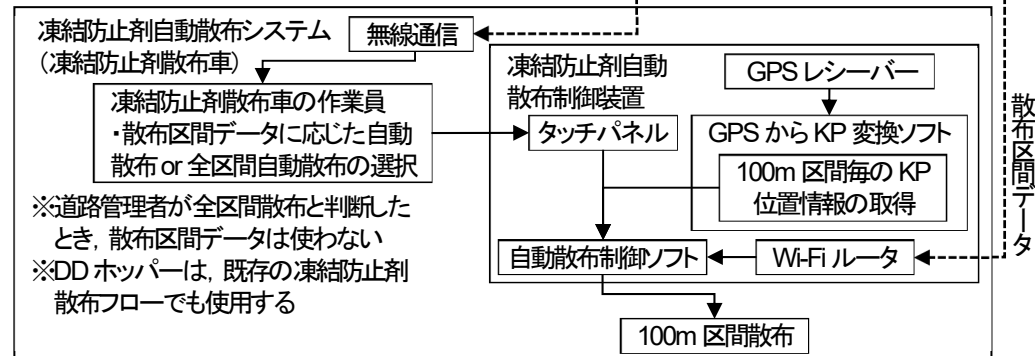 凍結防止剤自動散布システム
（凍結防止剤散布車）
無線通信
凍結防止剤散布車の作業員
・散布区間データに応じた自動
散布 or 全区間自動散布の選択
※道路管理者が全区間散布と判断した
とき，散布区間データは使わない
※DDホッパーは，既存の凍結防止剤
散布フローでも使用する
凍結防止剤自動
散布制御装置
GPSレシーバー
タッチパネル
GPSからKP変換ソフト
100m区間毎のKP
位置情報の取得
自動散布制御ソフト
Wi-Fiルータ
100m区間散布
散布区間データ